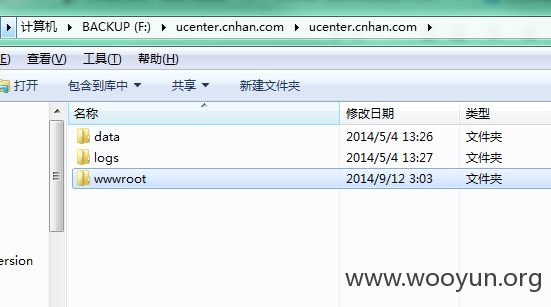 计算机 BACKUP (F:) ucenter.cnhan.com ucenter.cnhan.com
E) 查看(V) 工具(T) 帮助(H)
打开 包含到库中 共享 新建文件夹
名称 修改日期 类型
data 2014/5/4 13:26 文件夹
logs 2014/5/4 13:27 文件夹
wwwroot 2014/9/12 3:03 文件夹
ersion
www.wooyun.org